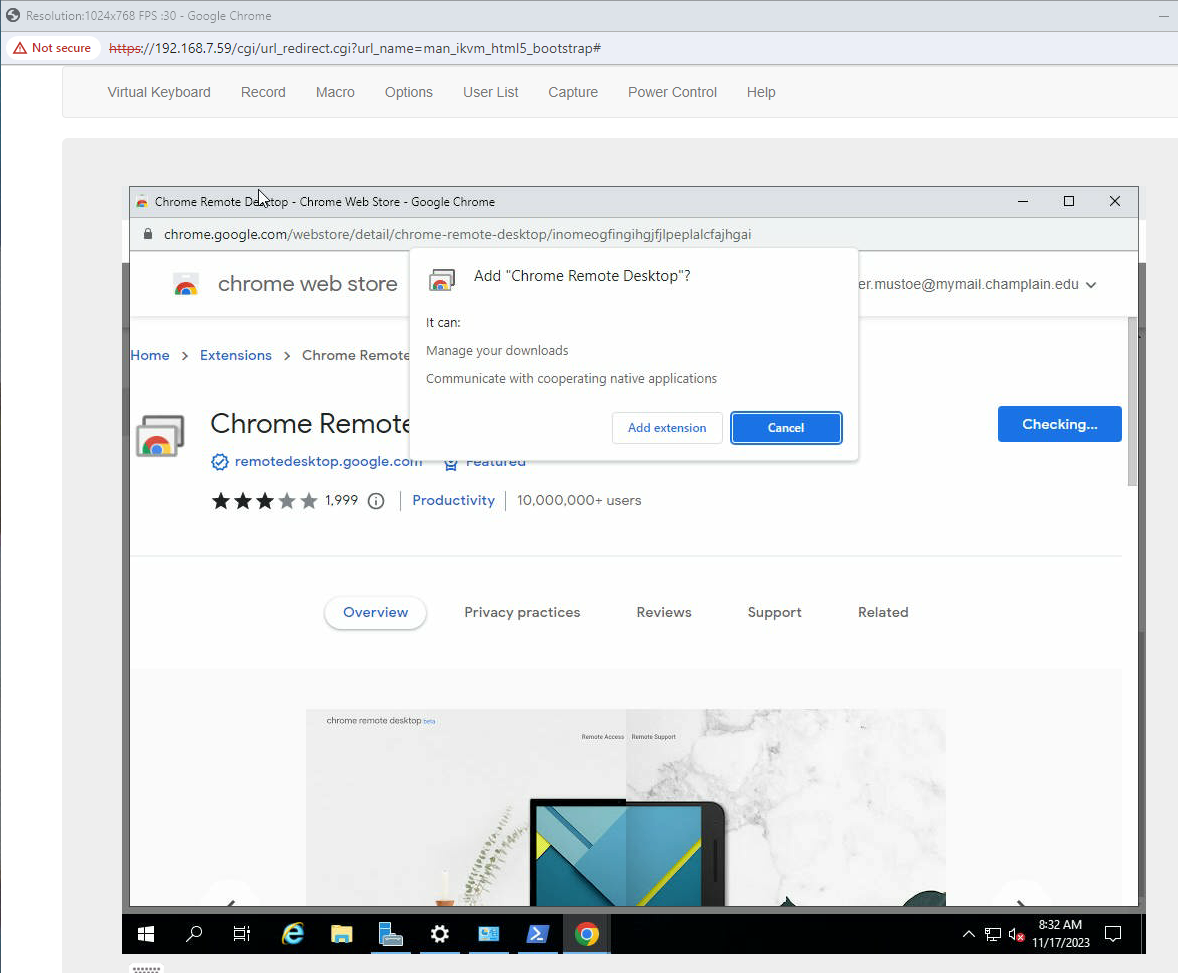 Resolution:1024x768 FPS :30 - Google Chrome
Not secure https://192.168.7.59/cgi/url_redirect.cgi?url_name=man_ikvm_html5_bootstrap#
Virtual Keyboard Record Macro Options User List Capture Power Control Help
Chrome Remote Desktop - Chrome Web Store - Google Chrome
chrome.google.com/webstore/detail/chrome-remote-desktop/inomeogfingihgjfjlpeplalcfajhgai
chrome web store
er.mustoe@mymail.champlain.edu
Add "Chrome Remote Desktop"?
It can:
Manage your downloads
Communicate with cooperating native applications
Add extension Cancel
Home > Extensions > Chrome Remote
Chrome Remote
Checking...
remotedesktop.google.com Featured
1,999 Productivity 10,000,000+ users
Overview Privacy practices Reviews Support Related
chrome remote desktop beta
Remote Access Remote Support
8:32 AM
11/17/2023